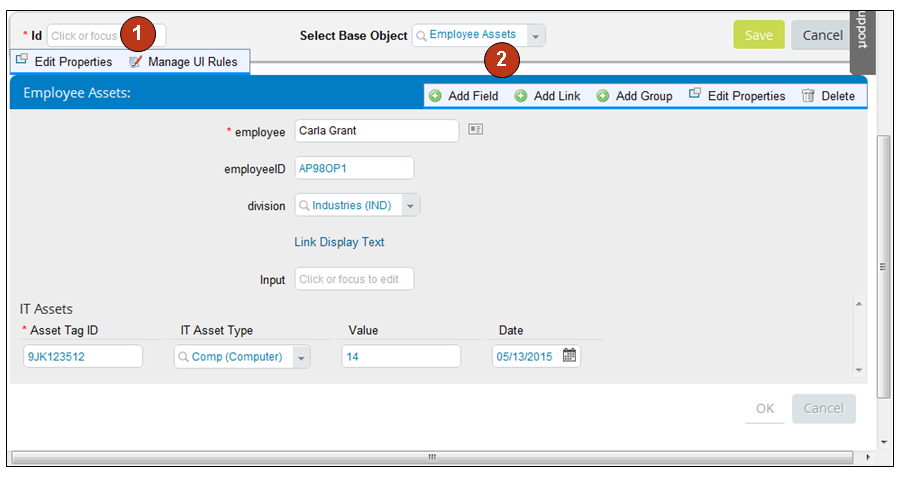 * Id Click or focus 1 Select Base Object Employee Assets Save Cancel upport
Edit Properties Manage UI Rules 2
Employee Assets: Add Field Add Link Add Group Edit Properties Delete
* employee Carla Grant
employeeID AP98OP1
division Industries (IND)
Link Display Text
Input Click or focus to edit
IT Assets
* Asset Tag ID IT Asset Type Value Date
9JK123512 Comp (Computer) 14 05/13/2015
OK Cancel